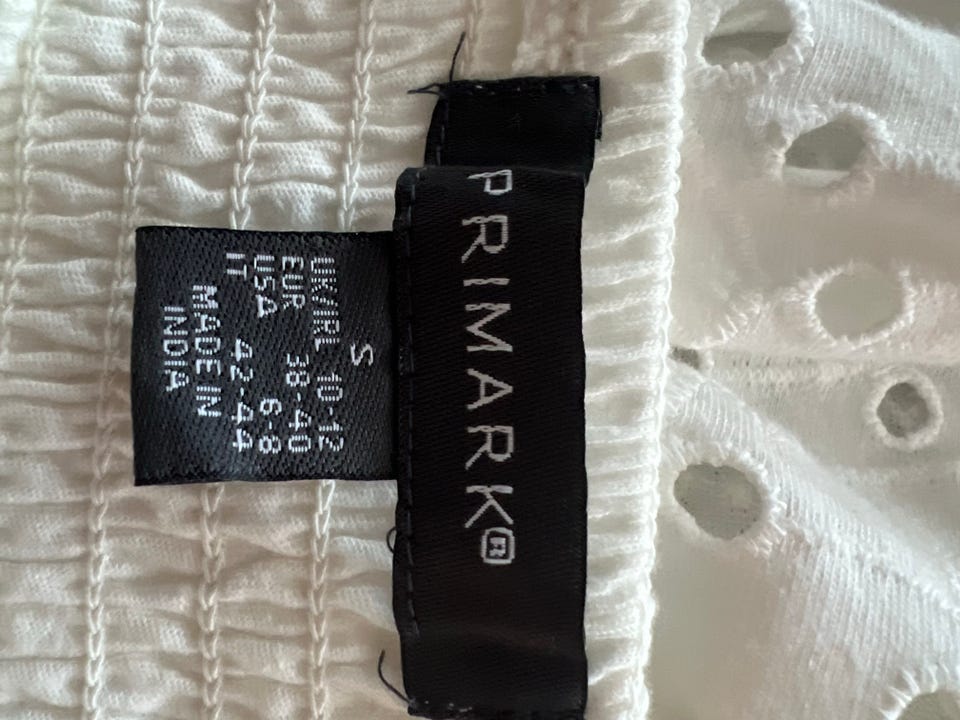 PRIMARK®
S
UK/IRL 10-12
EUR 38-40
USA 6-8
IT 42-44
MADE IN
INDIA